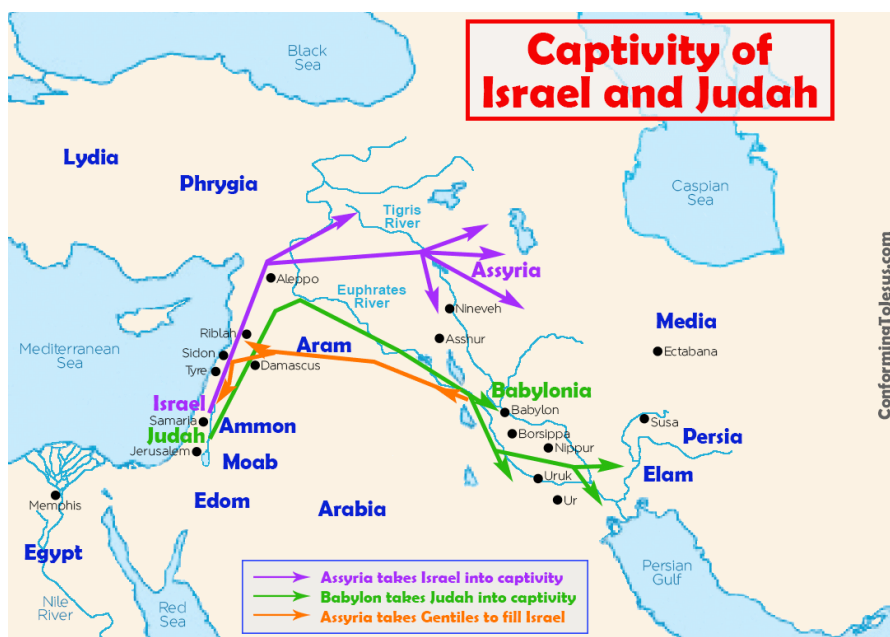 Captivity of
Israel and Judah
Black
Sea
Lydia
Phrygia
Caspian
Sea
Tigris
River
Assyria
Aleppo
Euphrates
River
Nineveh
Media
Riblah
Asshur
Mediterranean
Sea
Sidon
Aram
Ectabana
Tyre
Damascus
Israel
Babylonia
Samaria
Babylon
Susa
Judah
Ammon
Borsippa
Persia
Jerusalem
Nippur
Moab
Uruk
Elam
Memphis
Edom
Arabia
Ur
Egypt
Persian
Gulf
Nile
River
Red
Sea
Assyria takes Israel into captivity
Babylon takes Judah into captivity
Assyria takes Gentiles to fill Israel
ConformingToJesus.com